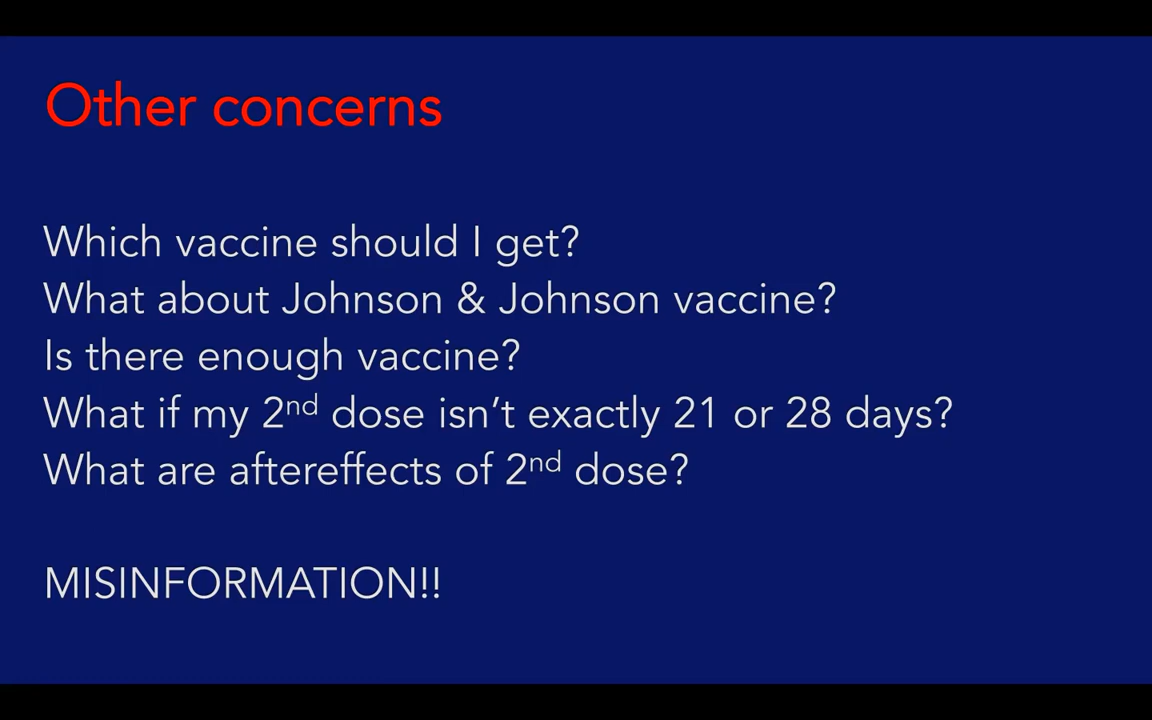 Other concerns
Which vaccine should I get?
What about Johnson & Johnson vaccine?
Is there enough vaccine?
What if my 2nd dose isn't exactly 21 or 28 days?
What are aftereffects of 2nd dose?
MISINFORMATION!!